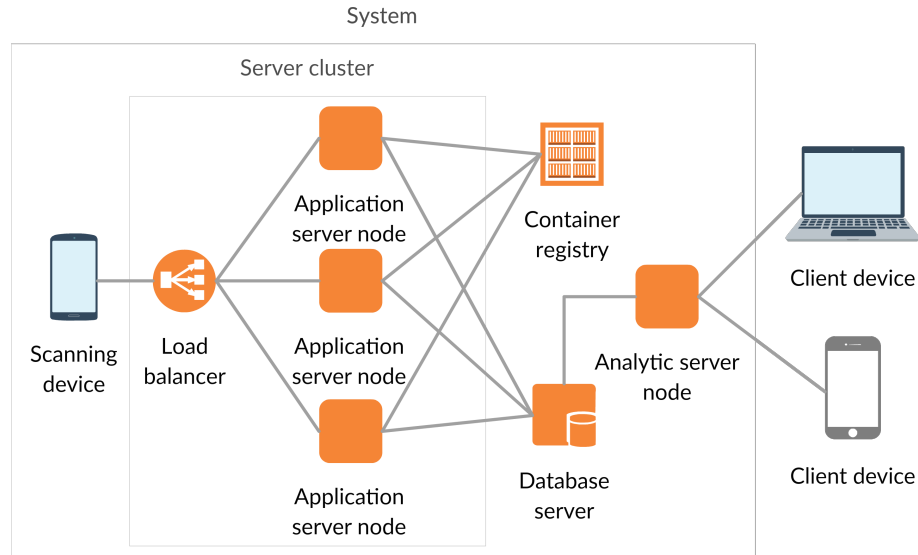 System
Server cluster
Application
server node
Container
registry
Client device
Scanning
device
Load
balancer
Application
server node
Analytic server
node
Client device
Database
server
Application
server node